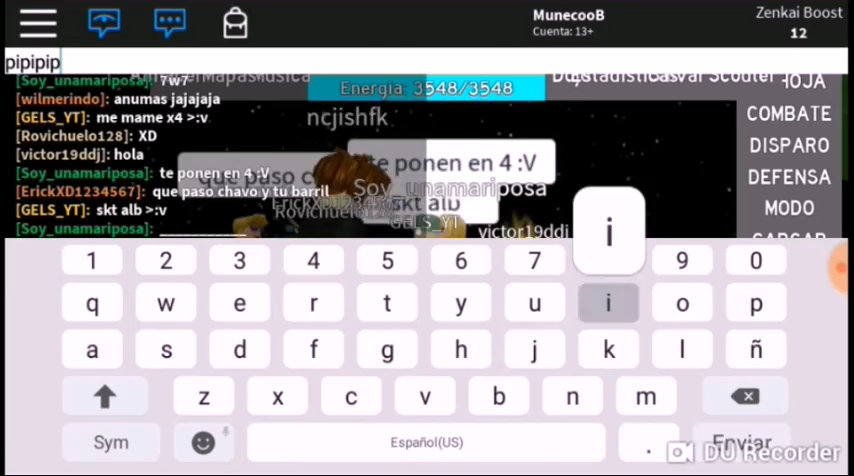 MunecooB
Cuenta: 13+
Zenkai Boost
12
pipipip
[Soy_unamariposa]: 7w7
[wilmerindo]: anumas jajajaja
[GELS_YT]: me mame x4 >:v
[Rovichuelo128]: XD
[victor19ddj]: hola
[Soy_unamariposa]: te ponen en 4 :V
[ErickXD1234567]: que paso chavo y tu barril
[GELS_YT]: skt alb >:v
[Soy_unamariposa]: ____________
Energia: 3548/3548
ncjishfk
te ponen en 4 :V
Soy_unamariposa
skt alb
GELS_YT
victor19ddj
COMBATE
DISPARO
DEFENSA
MODO
i
1 2 3 4 5 6 7 9 0
q w e r t y u i o p
a s d f g h j k l ñ
z x c v b n m
Sym
Español(US)
.
Enviar
DU Recorder